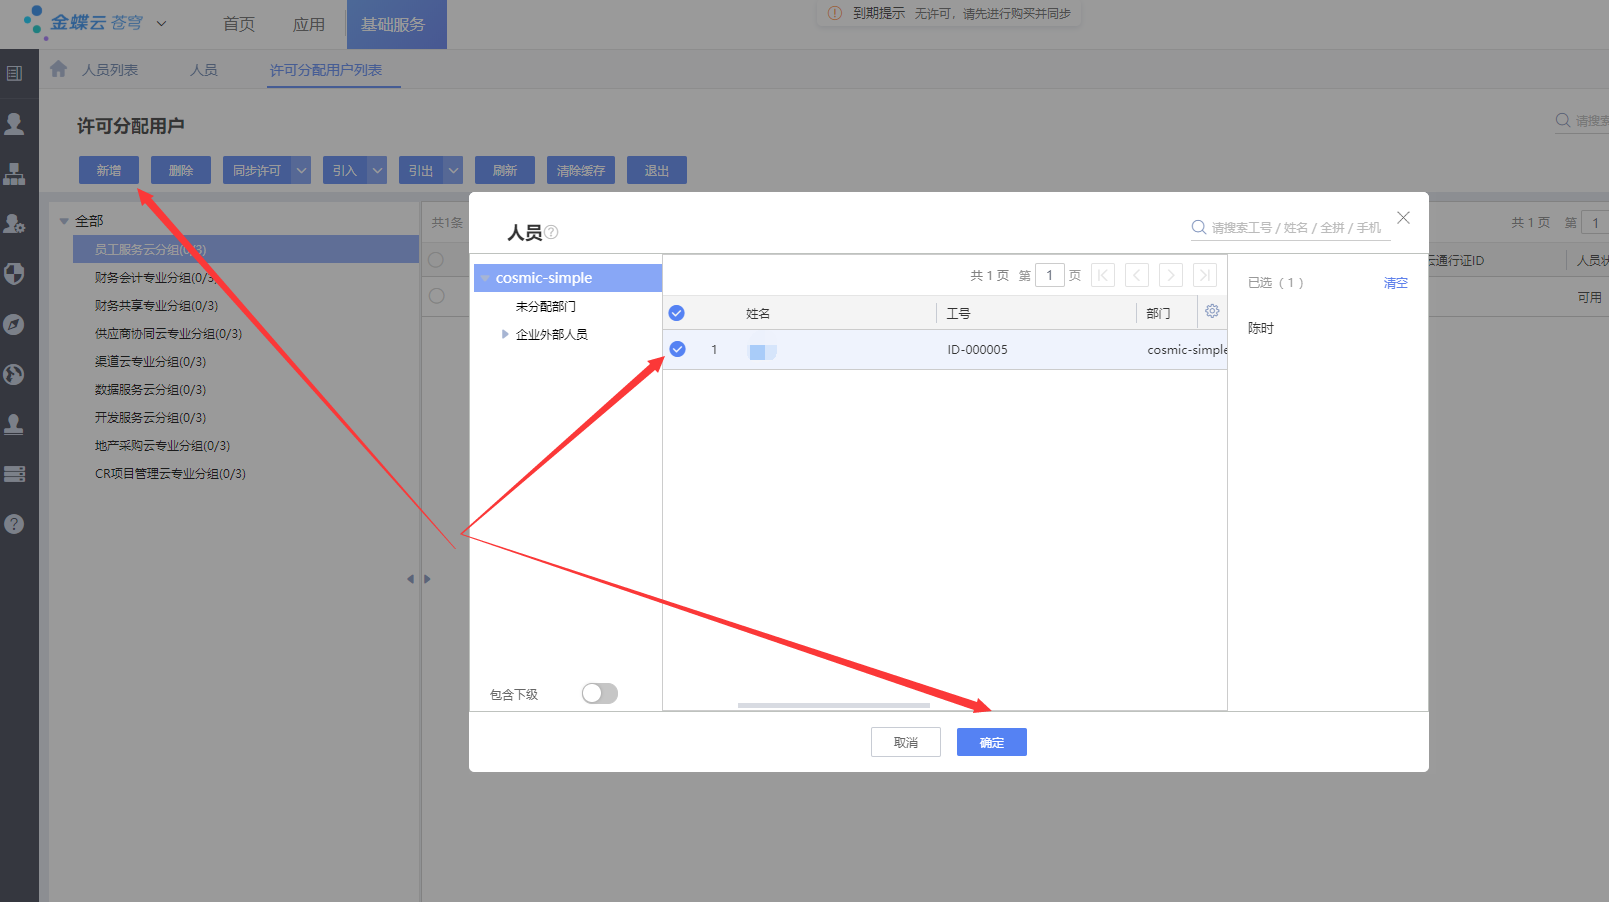 金蝶云 苍穹
首页
应用
基础服务
到期提示 无许可，请先进行购买并同步
人员列表
人员
许可分配用户列表
许可分配用户
请搜索
新增
删除
同步许可
引入
引出
刷新
清除缓存
退出
全部
员工服务云分组(0/3)
财务会计专业分组(0/3)
财务共享专业分组(0/3)
供应商协同云专业分组(0/3)
渠道云专业分组(0/3)
数据服务云分组(0/3)
开发服务云分组(0/3)
地产采购云专业分组(0/3)
CR项目管理云专业分组(0/3)
共1条
人员
请搜索工号 / 姓名 / 全拼 / 手机
cosmic-simple
未分配部门
企业外部人员
包含下级
共 1 页 第 1 页
姓名
工号
部门
1
ID-000005
cosmic-simple
已选（ 1 ）
清空
陈时
取消
确定
共 1 页 第 1
云通行证ID
人员状
可用